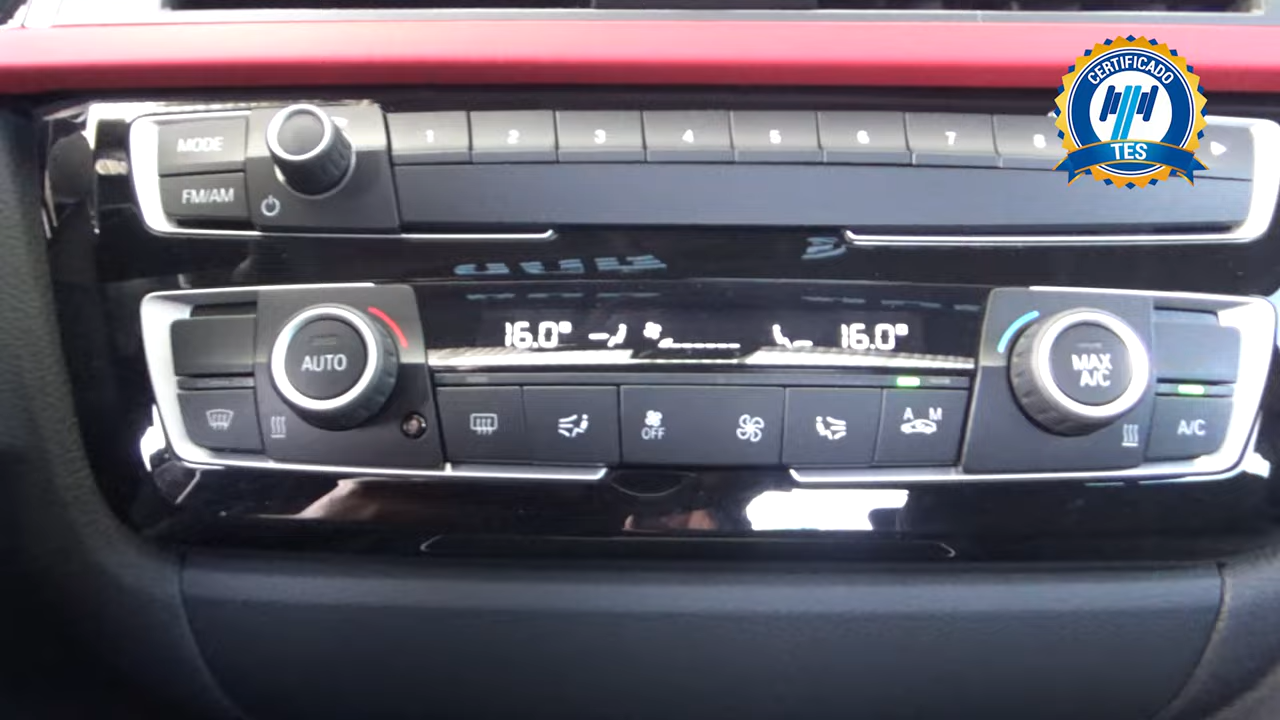 CERTIFICADO
TES
MODE
1 2 3 4 5 6 7 8
FM/AM
16.0° 16.0°
AUTO
MAX
A/C
OFF
A M
A/C